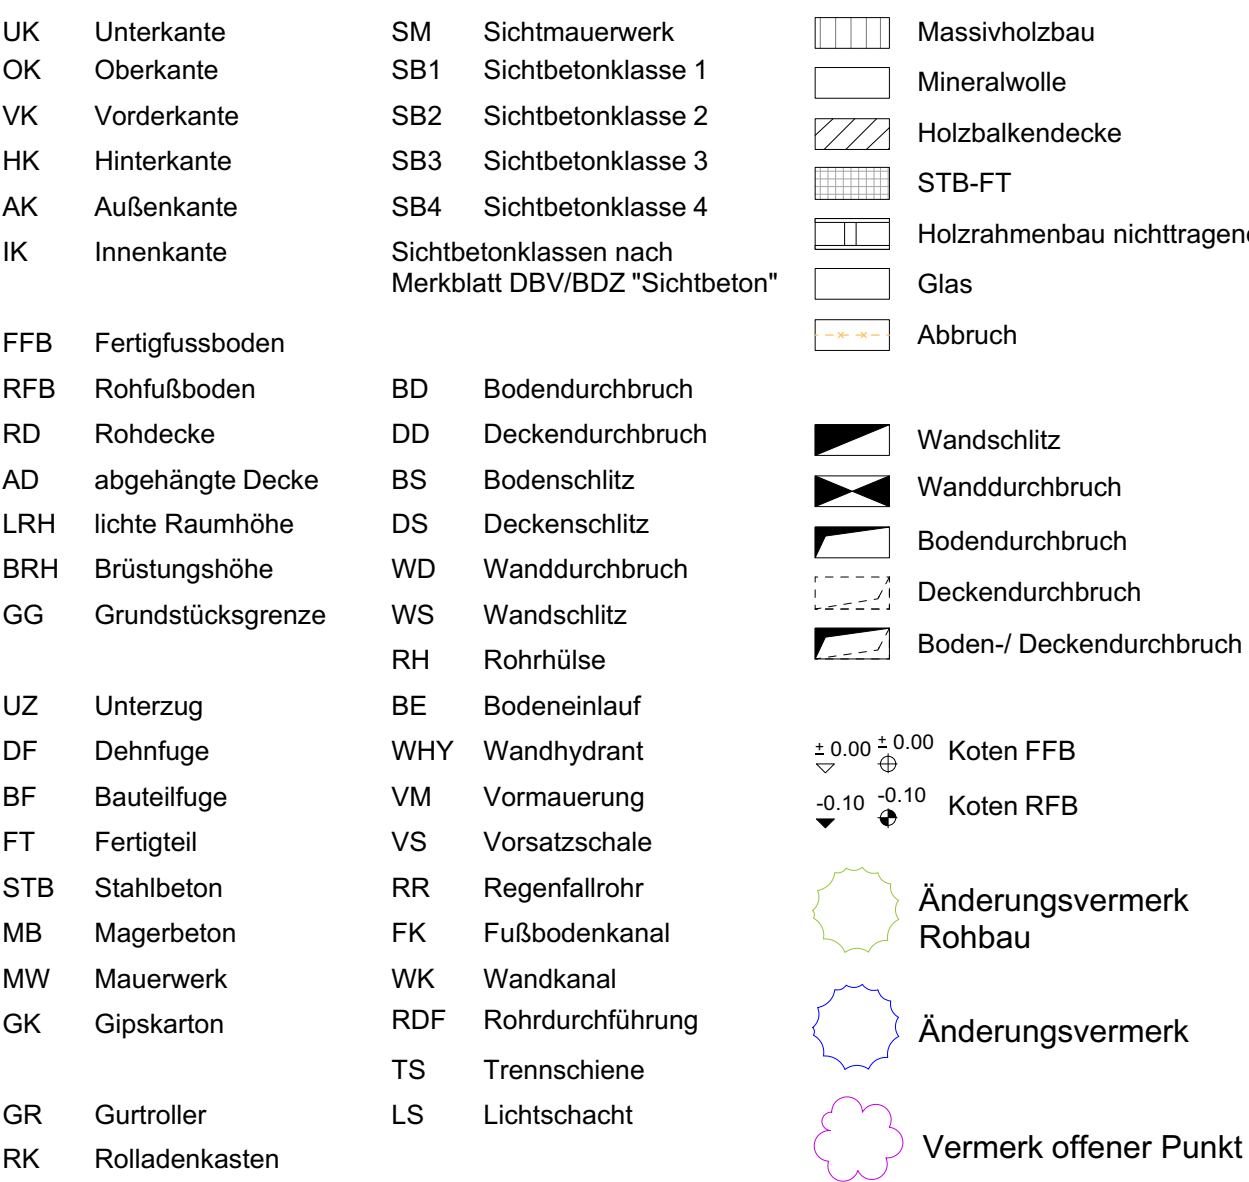 UK Unterkante
OK Oberkante
VK Vorderkante
HK Hinterkante
AK Außenkante
IK Innenkante
FFB Fertigfussboden
RFB Rohfußboden
RD Rohdecke
AD abgehängte Decke
LRH lichte Raumhöhe
BRH Brüstungshöhe
GG Grundstücksgrenze
UZ Unterzug
DF Dehnfuge
BF Bauteilfuge
FT Fertigteil
STB Stahlbeton
MB Magerbeton
MW Mauerwerk
GK Gipskarton
GR Gurtroller
RK Rolladenkasten
SM Sichtmauerwerk
SB1 Sichtbetonklasse 1
SB2 Sichtbetonklasse 2
SB3 Sichtbetonklasse 3
SB4 Sichtbetonklasse 4
Sichtbetonklassen nach
Merkblatt DBV/BDZ "Sichtbeton"
BD Bodendurchbruch
DD Deckendurchbruch
BS Bodenschlitz
DS Deckenschlitz
WD Wanddurchbruch
WS Wandschlitz
RH Rohrhülse
BE Bodeneinlauf
WHY Wandhydrant
VM Vormauerung
VS Vorsatzschale
RR Regenfallrohr
FK Fußbodenkanal
WK Wandkanal
RDF Rohrdurchführung
TS Trennschiene
LS Lichtschacht
Massivholzbau
Mineralwolle
Holzbalkendecke
STB-FT
Holzrahmenbau nichttragend
Glas
Abbruch
Wandschlitz
Wanddurchbruch
Bodendurchbruch
Deckendurchbruch
Boden-/ Deckendurchbruch
± 0.00 ± 0.00 Koten FFB
-0.10 -0.10 Koten RFB
Änderungsvermerk
Rohbau
Änderungsvermerk
Vermerk offener Punkt